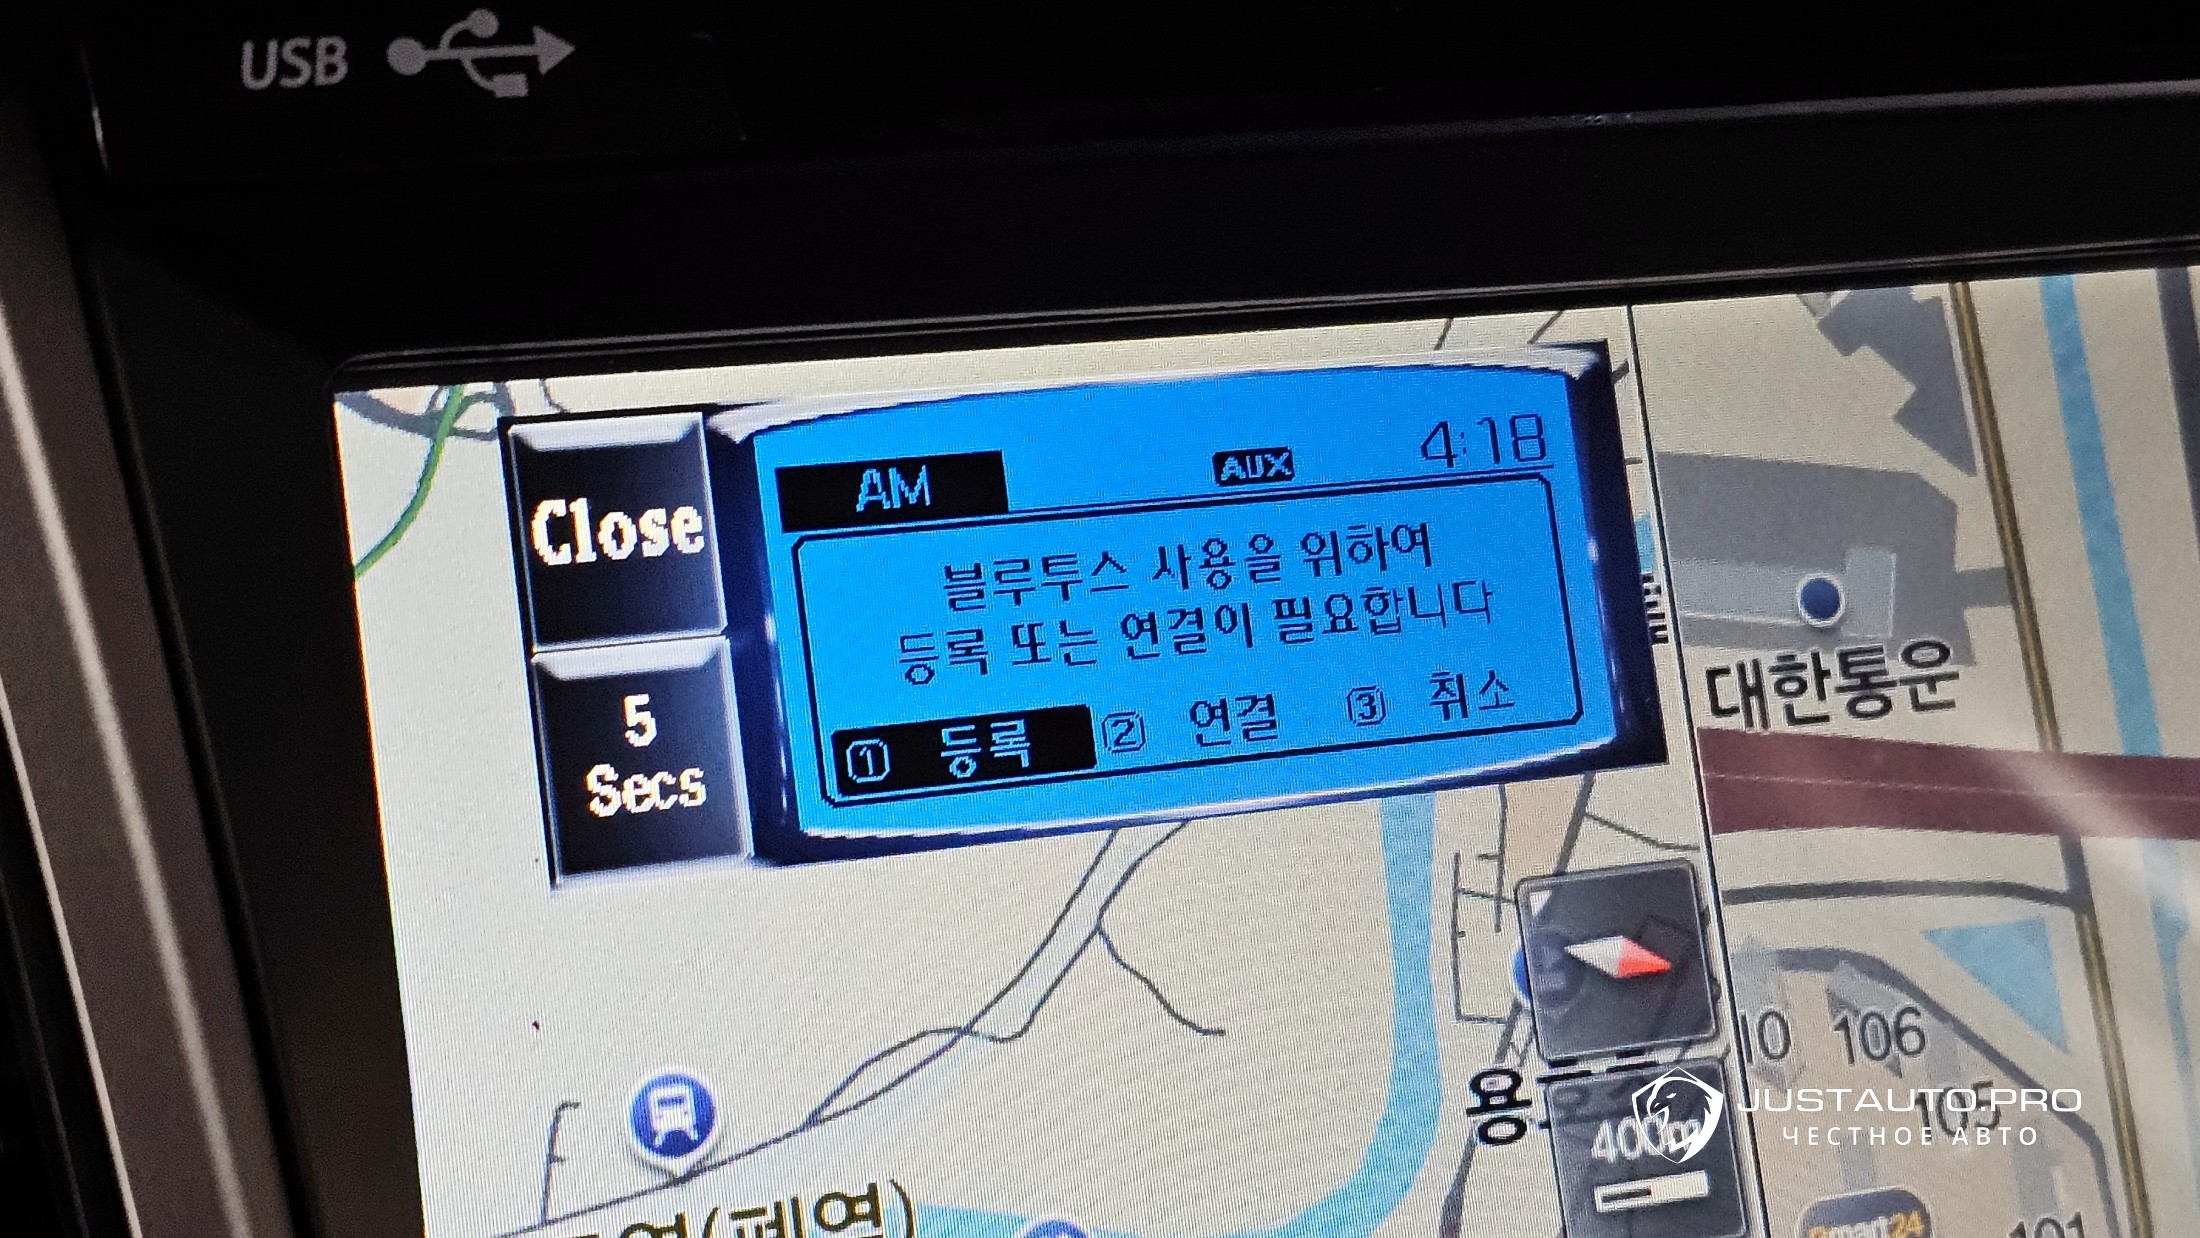 USB
Close
5
Secs
AM
AUX
4:18
블루투스 사용을 위하여
등록 또는 연결이 필요합니다
① 등록 ② 연결 ③ 취소
대한통운
106
105
JUSTAUTO.PRO
ЧЕСТНОЕ АВТО
101